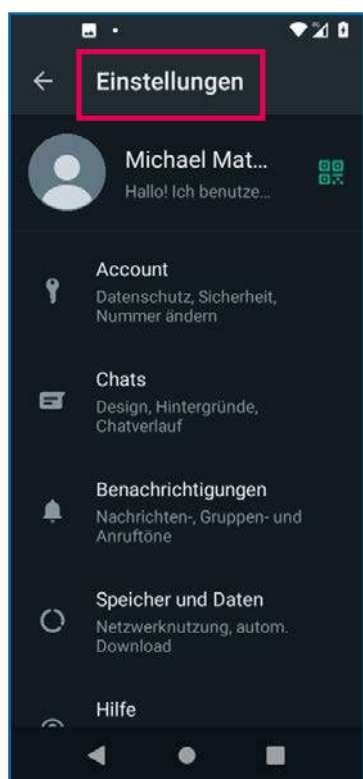 Einstellungen
Michael Mat...
Hallo! Ich benutze...
Account
Datenschutz, Sicherheit,
Nummer ändern
Chats
Design, Hintergründe,
Chatverlauf
Benachrichtigungen
Nachrichten-, Gruppen- und
Anruftöne
Speicher und Daten
Netzwerknutzung, autom.
Download
Hilfe